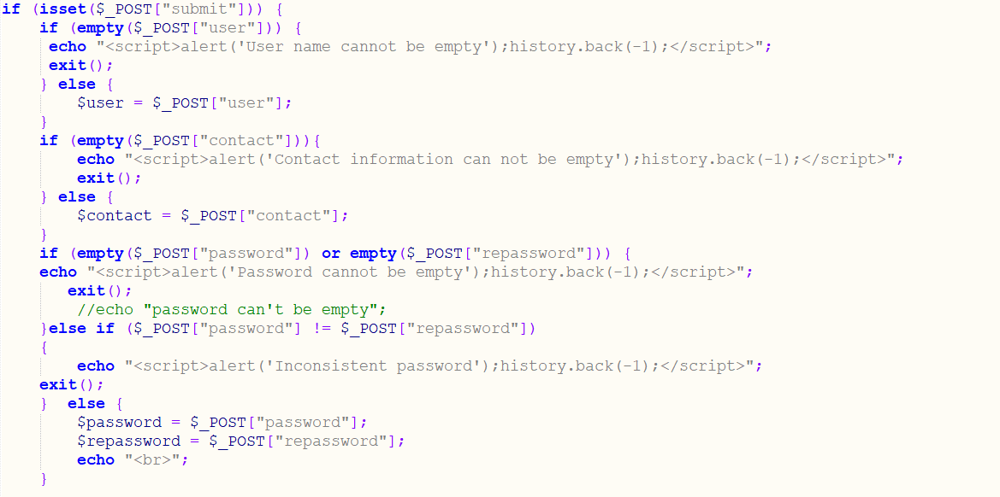 if (isset($_POST["submit"])) {
    if (empty($_POST["user"])) {
     echo "<script>alert('User name cannot be empty');history.back(-1);</script>";
     exit();
    } else {
        $user = $_POST["user"];
    }
    if (empty($_POST["contact"])){
        echo "<script>alert('Contact information can not be empty');history.back(-1);</script>";
        exit();
    } else {
        $contact = $_POST["contact"];
    }
    if (empty($_POST["password"]) or empty($_POST["repassword"])) {
    echo "<script>alert('Password cannot be empty');history.back(-1);</script>";
       exit();
        //echo "password can't be empty";
    }else if ($_POST["password"] != $_POST["repassword"])
    {
        echo "<script>alert('Inconsistent password');history.back(-1);</script>";
    exit();
    }  else {
        $password = $_POST["password"];
        $repassword = $_POST["repassword"];
        echo "<br>";
    }